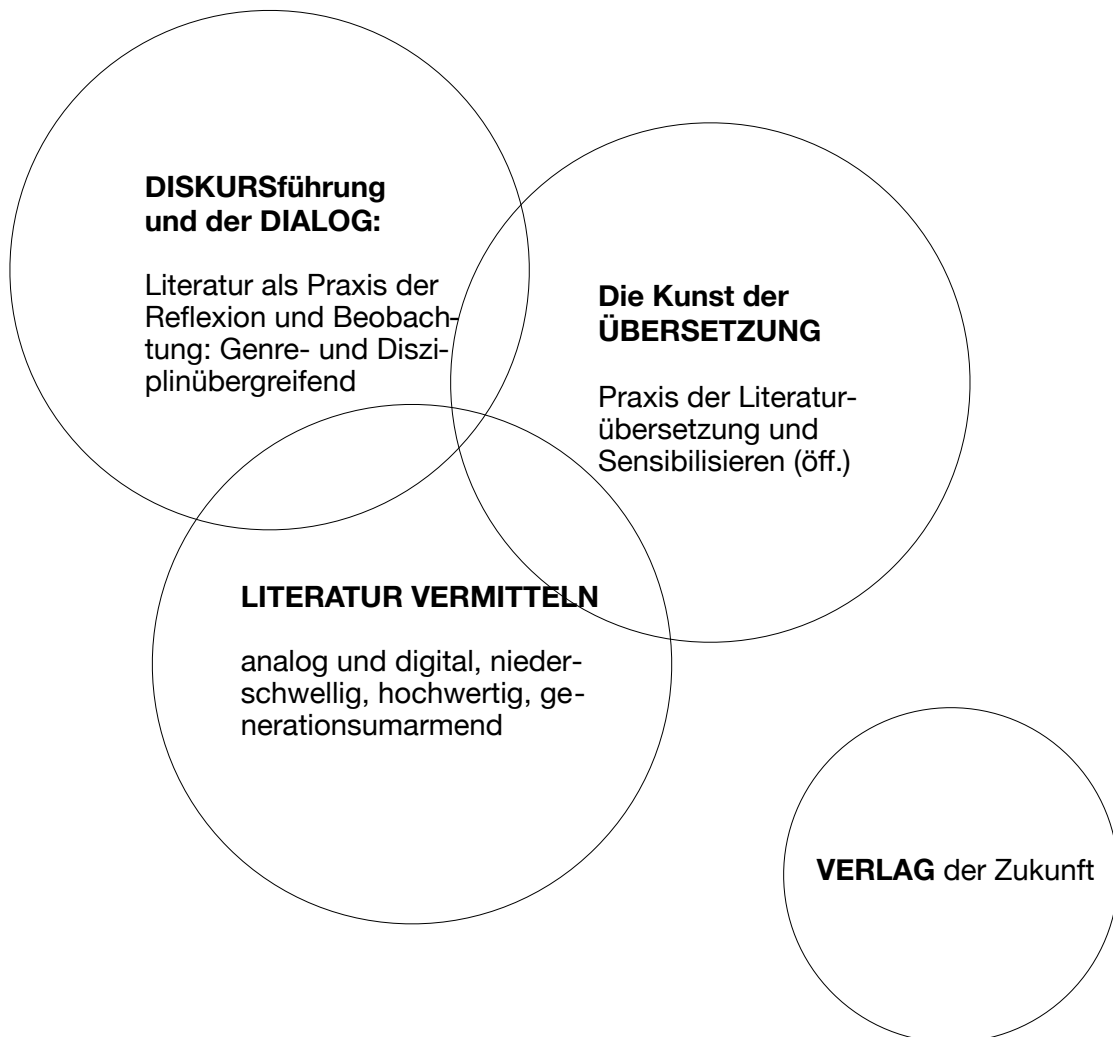 DISKURSführung
und der DIALOG:
Literatur als Praxis der
Reflexion und Beobach-
tung: Genre- und Diszi-
plinübergreifend
Die Kunst der
ÜBERSETZUNG
Praxis der Literatur-
übersetzung und
Sensibilisieren (öff.)
LITERATUR VERMITTELN
analog und digital, nieder-
schwellig, hochwertig, ge-
nerationsumarmend
VERLAG der Zukunft